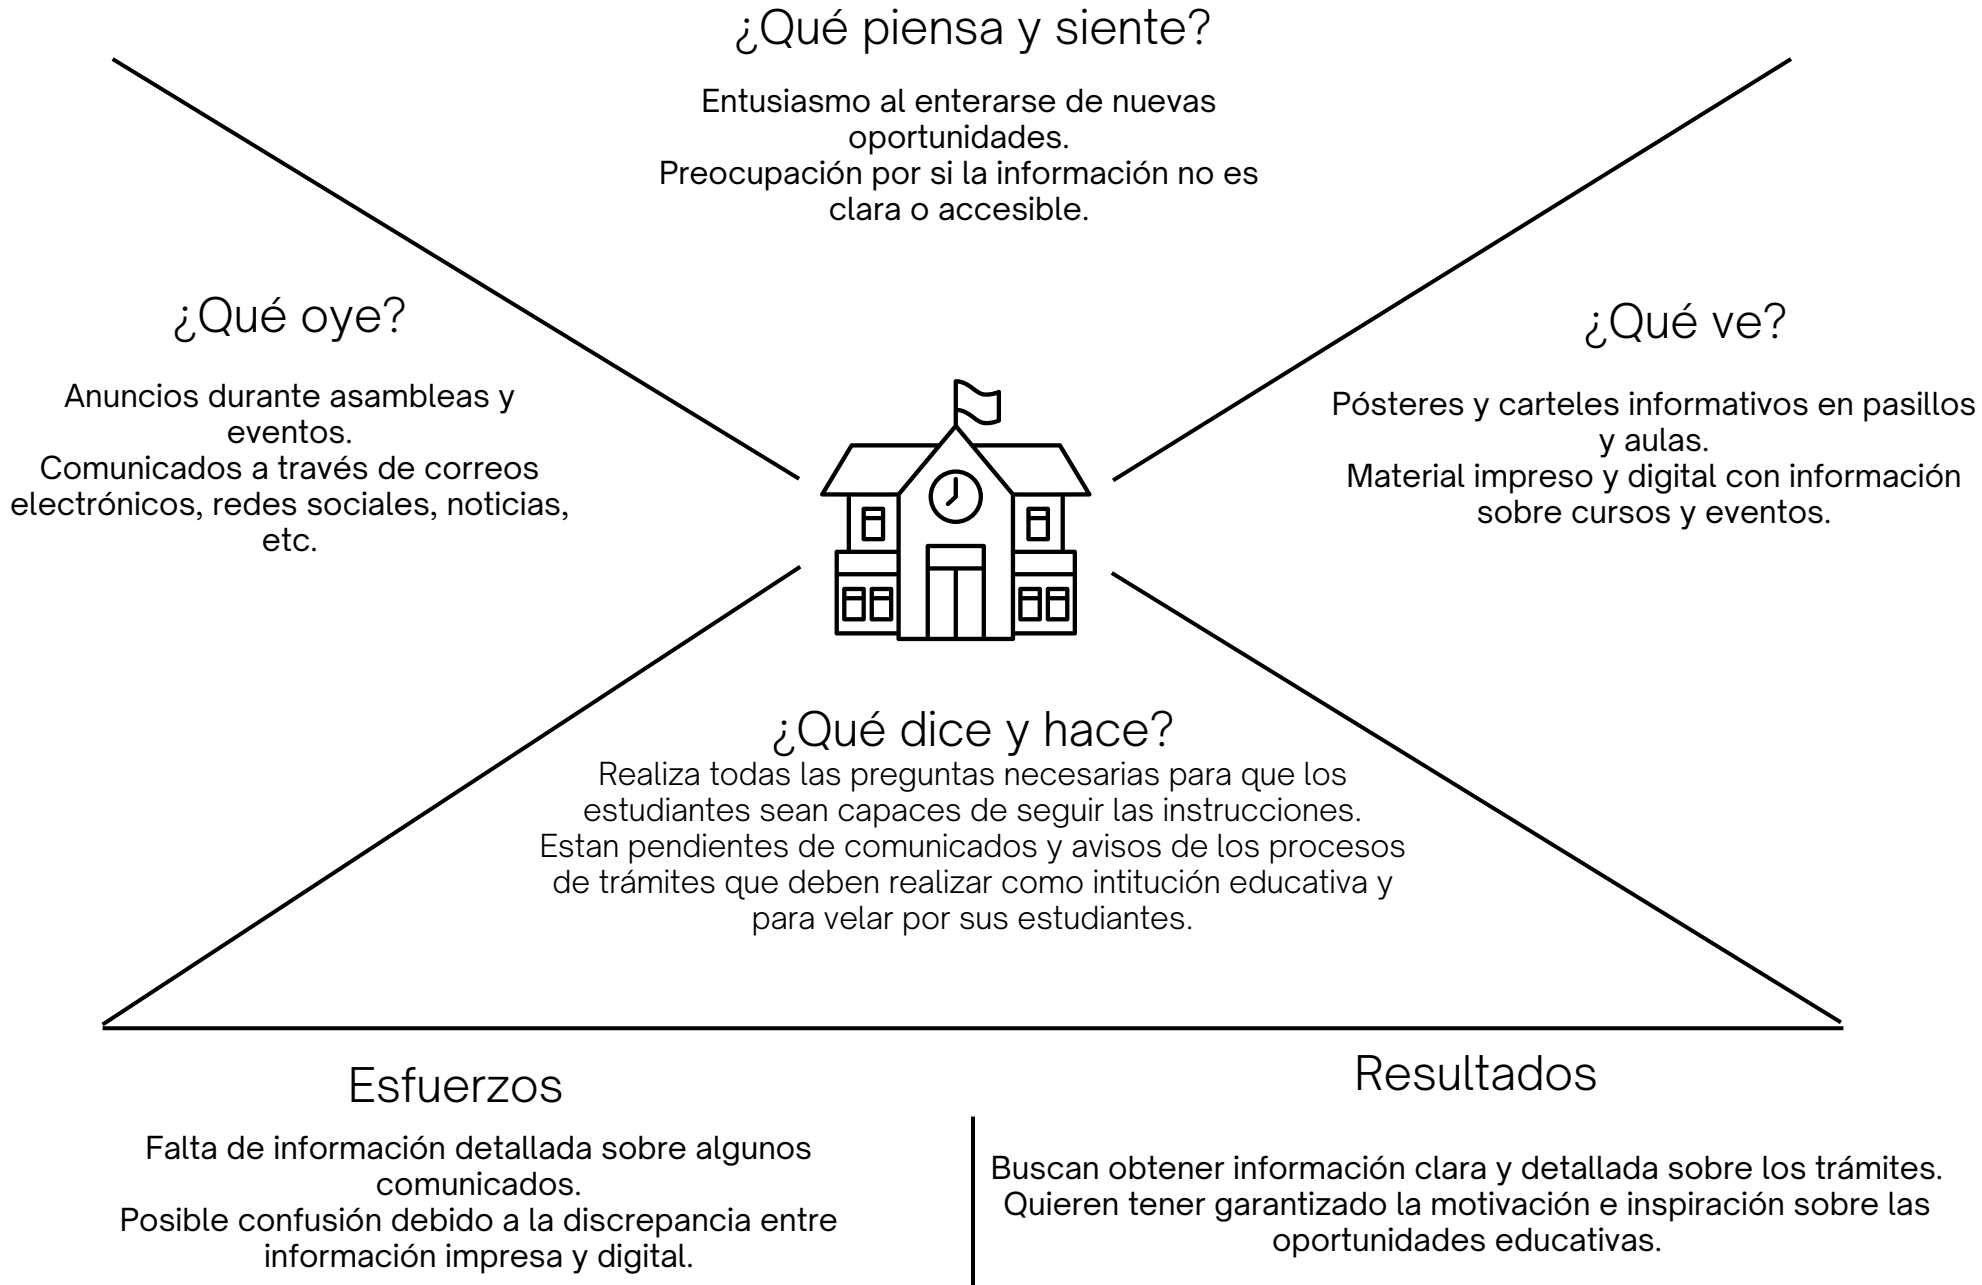 ¿Qué piensa y siente?
Entusiasmo al enterarse de nuevas
oportunidades.
Preocupación por si la información no es
clara o accesible.
¿Qué oye?
Anuncios durante asambleas y
eventos.
Comunicados a través de correos
electrónicos, redes sociales, noticias,
etc.
¿Qué ve?
Pósteres y carteles informativos en pasillos
y aulas.
Material impreso y digital con información
sobre cursos y eventos.
¿Qué dice y hace?
Realiza todas las preguntas necesarias para que los
estudiantes sean capaces de seguir las instrucciones.
Estan pendientes de comunicados y avisos de los procesos
de trámites que deben realizar como intitución educativa y
para velar por sus estudiantes.
Esfuerzos
Falta de información detallada sobre algunos
comunicados.
Posible confusión debido a la discrepancia entre
información impresa y digital.
Resultados
Buscan obtener información clara y detallada sobre los trámites.
Quieren tener garantizado la motivación e inspiración sobre las
oportunidades educativas.